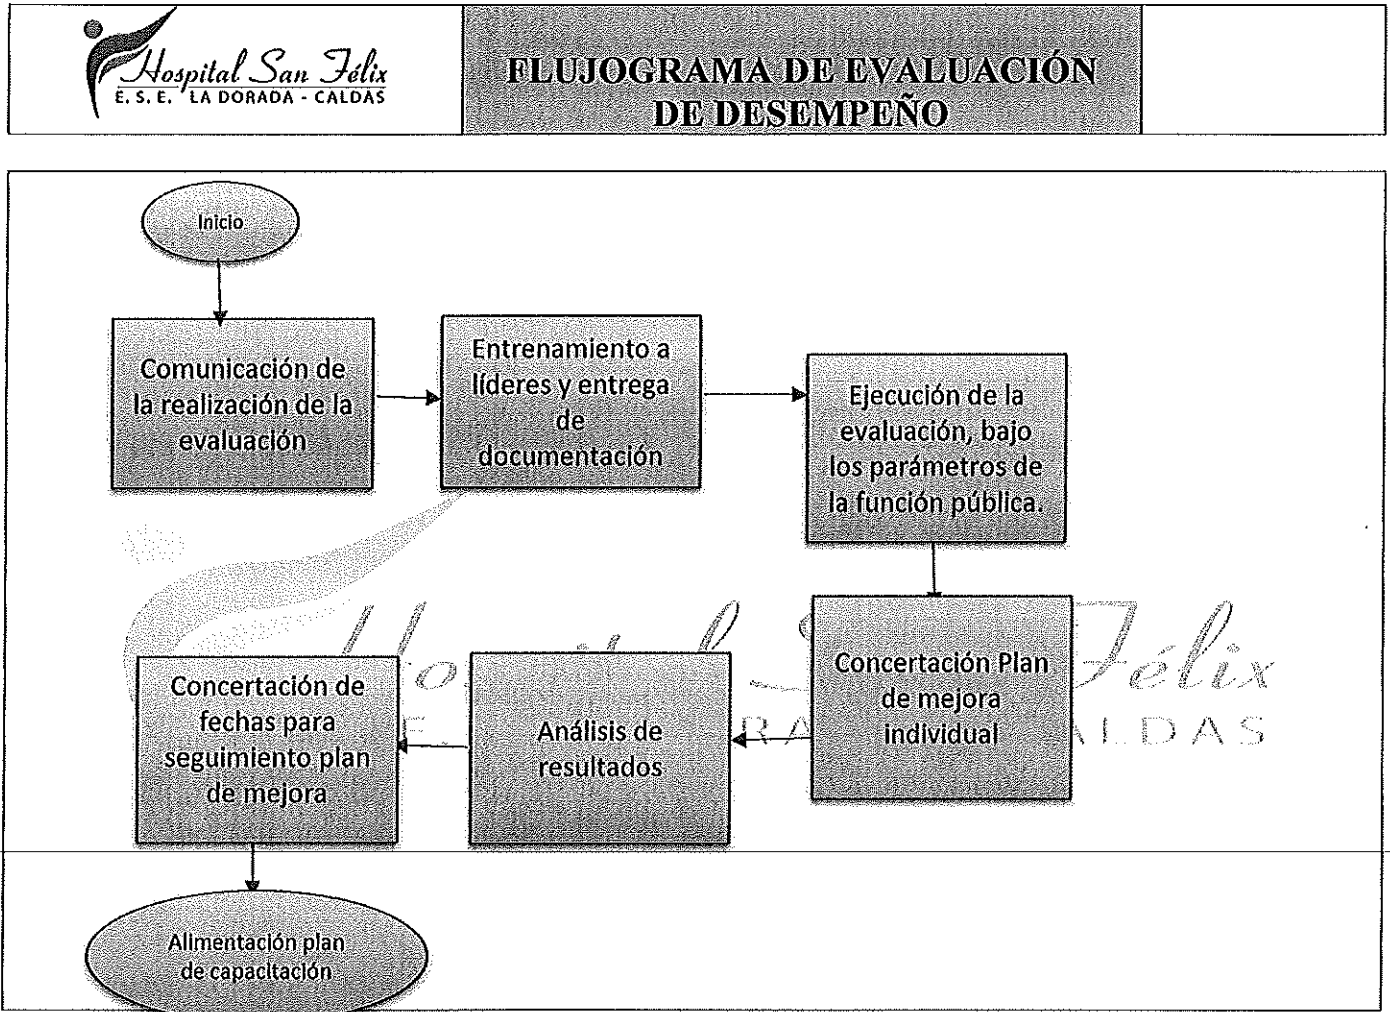 Hospital San Félix
E. S. E. LA DORADA - CALDAS
FLUJOGRAMA DE EVALUACIÓN
DE DESEMPEÑO
Inicio
Comunicación de
la realización de la
evaluación
Entrenamiento a
líderes y entrega
de
documentación
Ejecución de la
evaluación, bajo
los parámetros de
la función pública.
Concertación Plan
de mejora
individual
Análisis de
resultados
Concertación de
fechas para
seguimiento plan
de mejora
Alimentación plan
de capacitación
Félix
CALDAS